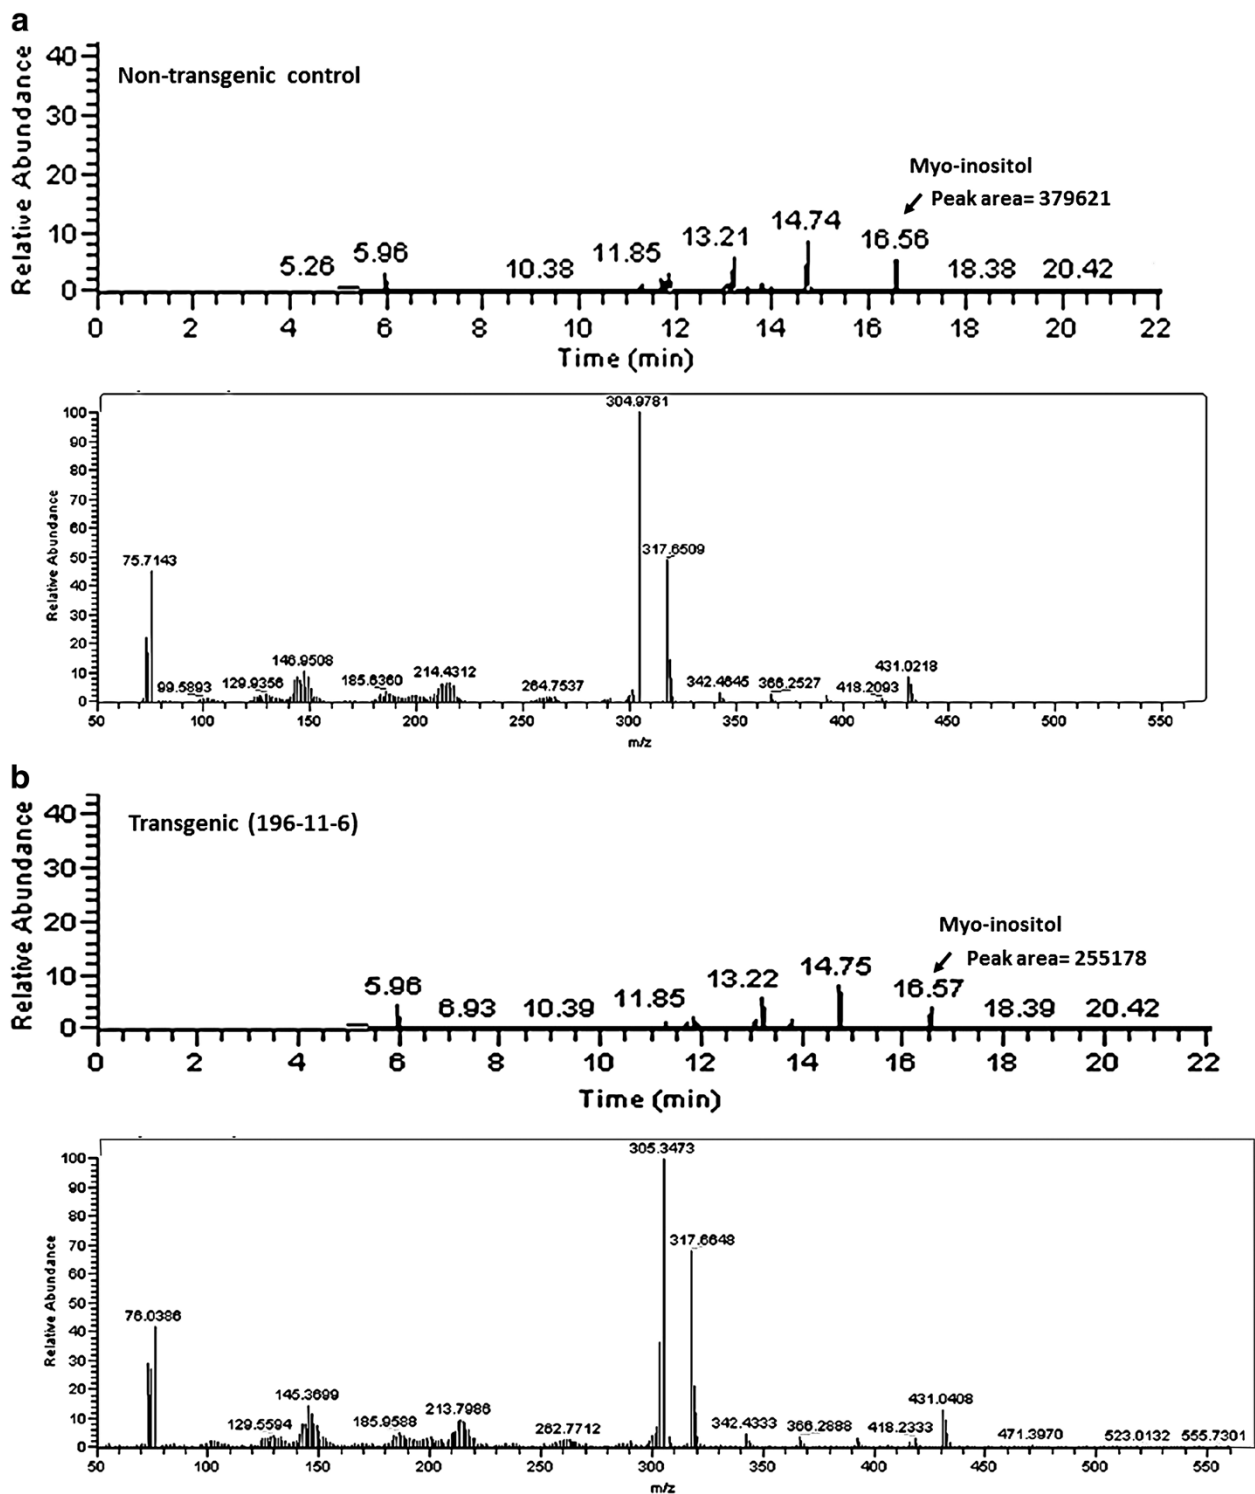 a
Relative Abundance
40
30
20
10
0
Non-transgenic control
Myo-inositol
Peak area= 379621
5.26 5.96 10.38 11.85 13.21 14.74 16.56 18.38 20.42
0 2 4 6 8 10 12 14 16 18 20 22
Time (min)
Relative Abundance
100
90
80
70
60
50
40
30
20
10
0
304.9781
317.6509
75.7143
99.5893 129.9356 146.9508 185.6360 214.4312 264.7537 342.4645 366.2527 418.2093 431.0218
50 100 150 200 250 300 350 400 450 500 550
m/z
b
Relative Abundance
40
30
20
10
0
Transgenic (196-11-6)
Myo-inositol
Peak area= 255178
5.96 6.93 10.39 11.85 13.22 14.75 16.57 18.39 20.42
0 2 4 6 8 10 12 14 16 18 20 22
Time (min)
Relative Abundance
100
90
80
70
60
50
40
30
20
10
0
305.3473
317.6648
76.0386
129.5594 145.3699 185.9588 213.7986 262.7712 342.4333 366.2888 418.2333 431.0408 471.3970 523.0132 555.7301
50 100 150 200 250 300 350 400 450 500 550
m/z